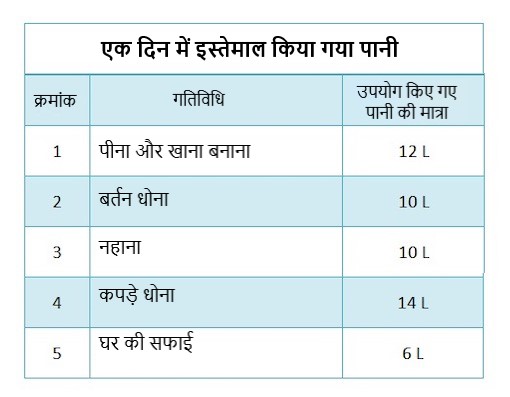 एक दिन में इस्तेमाल किया गया पानी
क्रमांक गतिविधि उपयोग किए गए पानी की मात्रा
1 पीना और खाना बनाना 12 L
2 बर्तन धोना 10 L
3 नहाना 10 L
4 कपड़े धोना 14 L
5 घर की सफाई 6 L